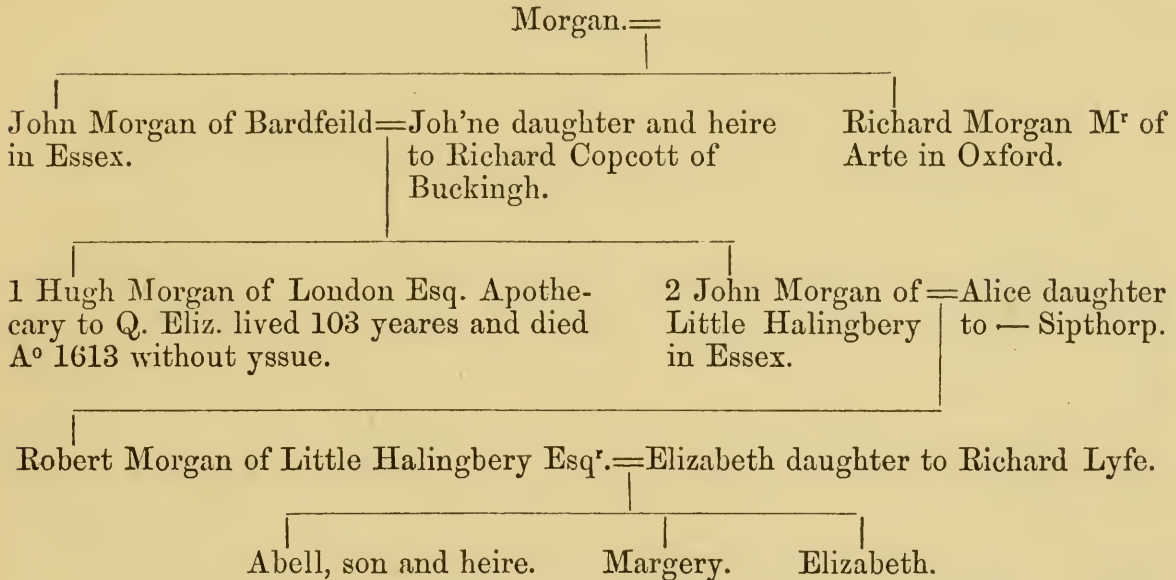 Morgan.=
John Morgan of Bardfeild=Joh'ne daughter and heire
in Essex.
to Richard Copcott of
Buckingh.
Richard Morgan Mr of
Arte in Oxford.
1 Hugh Morgan of London Esq. Apothe-
cary to Q. Eliz. lived 103 yeares and died
Ao 1613 without yssue.
2 John Morgan of=Alice daughter
Little Halingbery
in Essex.
to — Sipthorp.
Robert Morgan of Little Halingbery Esqr.=Elizabeth daughter to Richard Lyfe.
Abell, son and heire. Margery. Elizabeth.